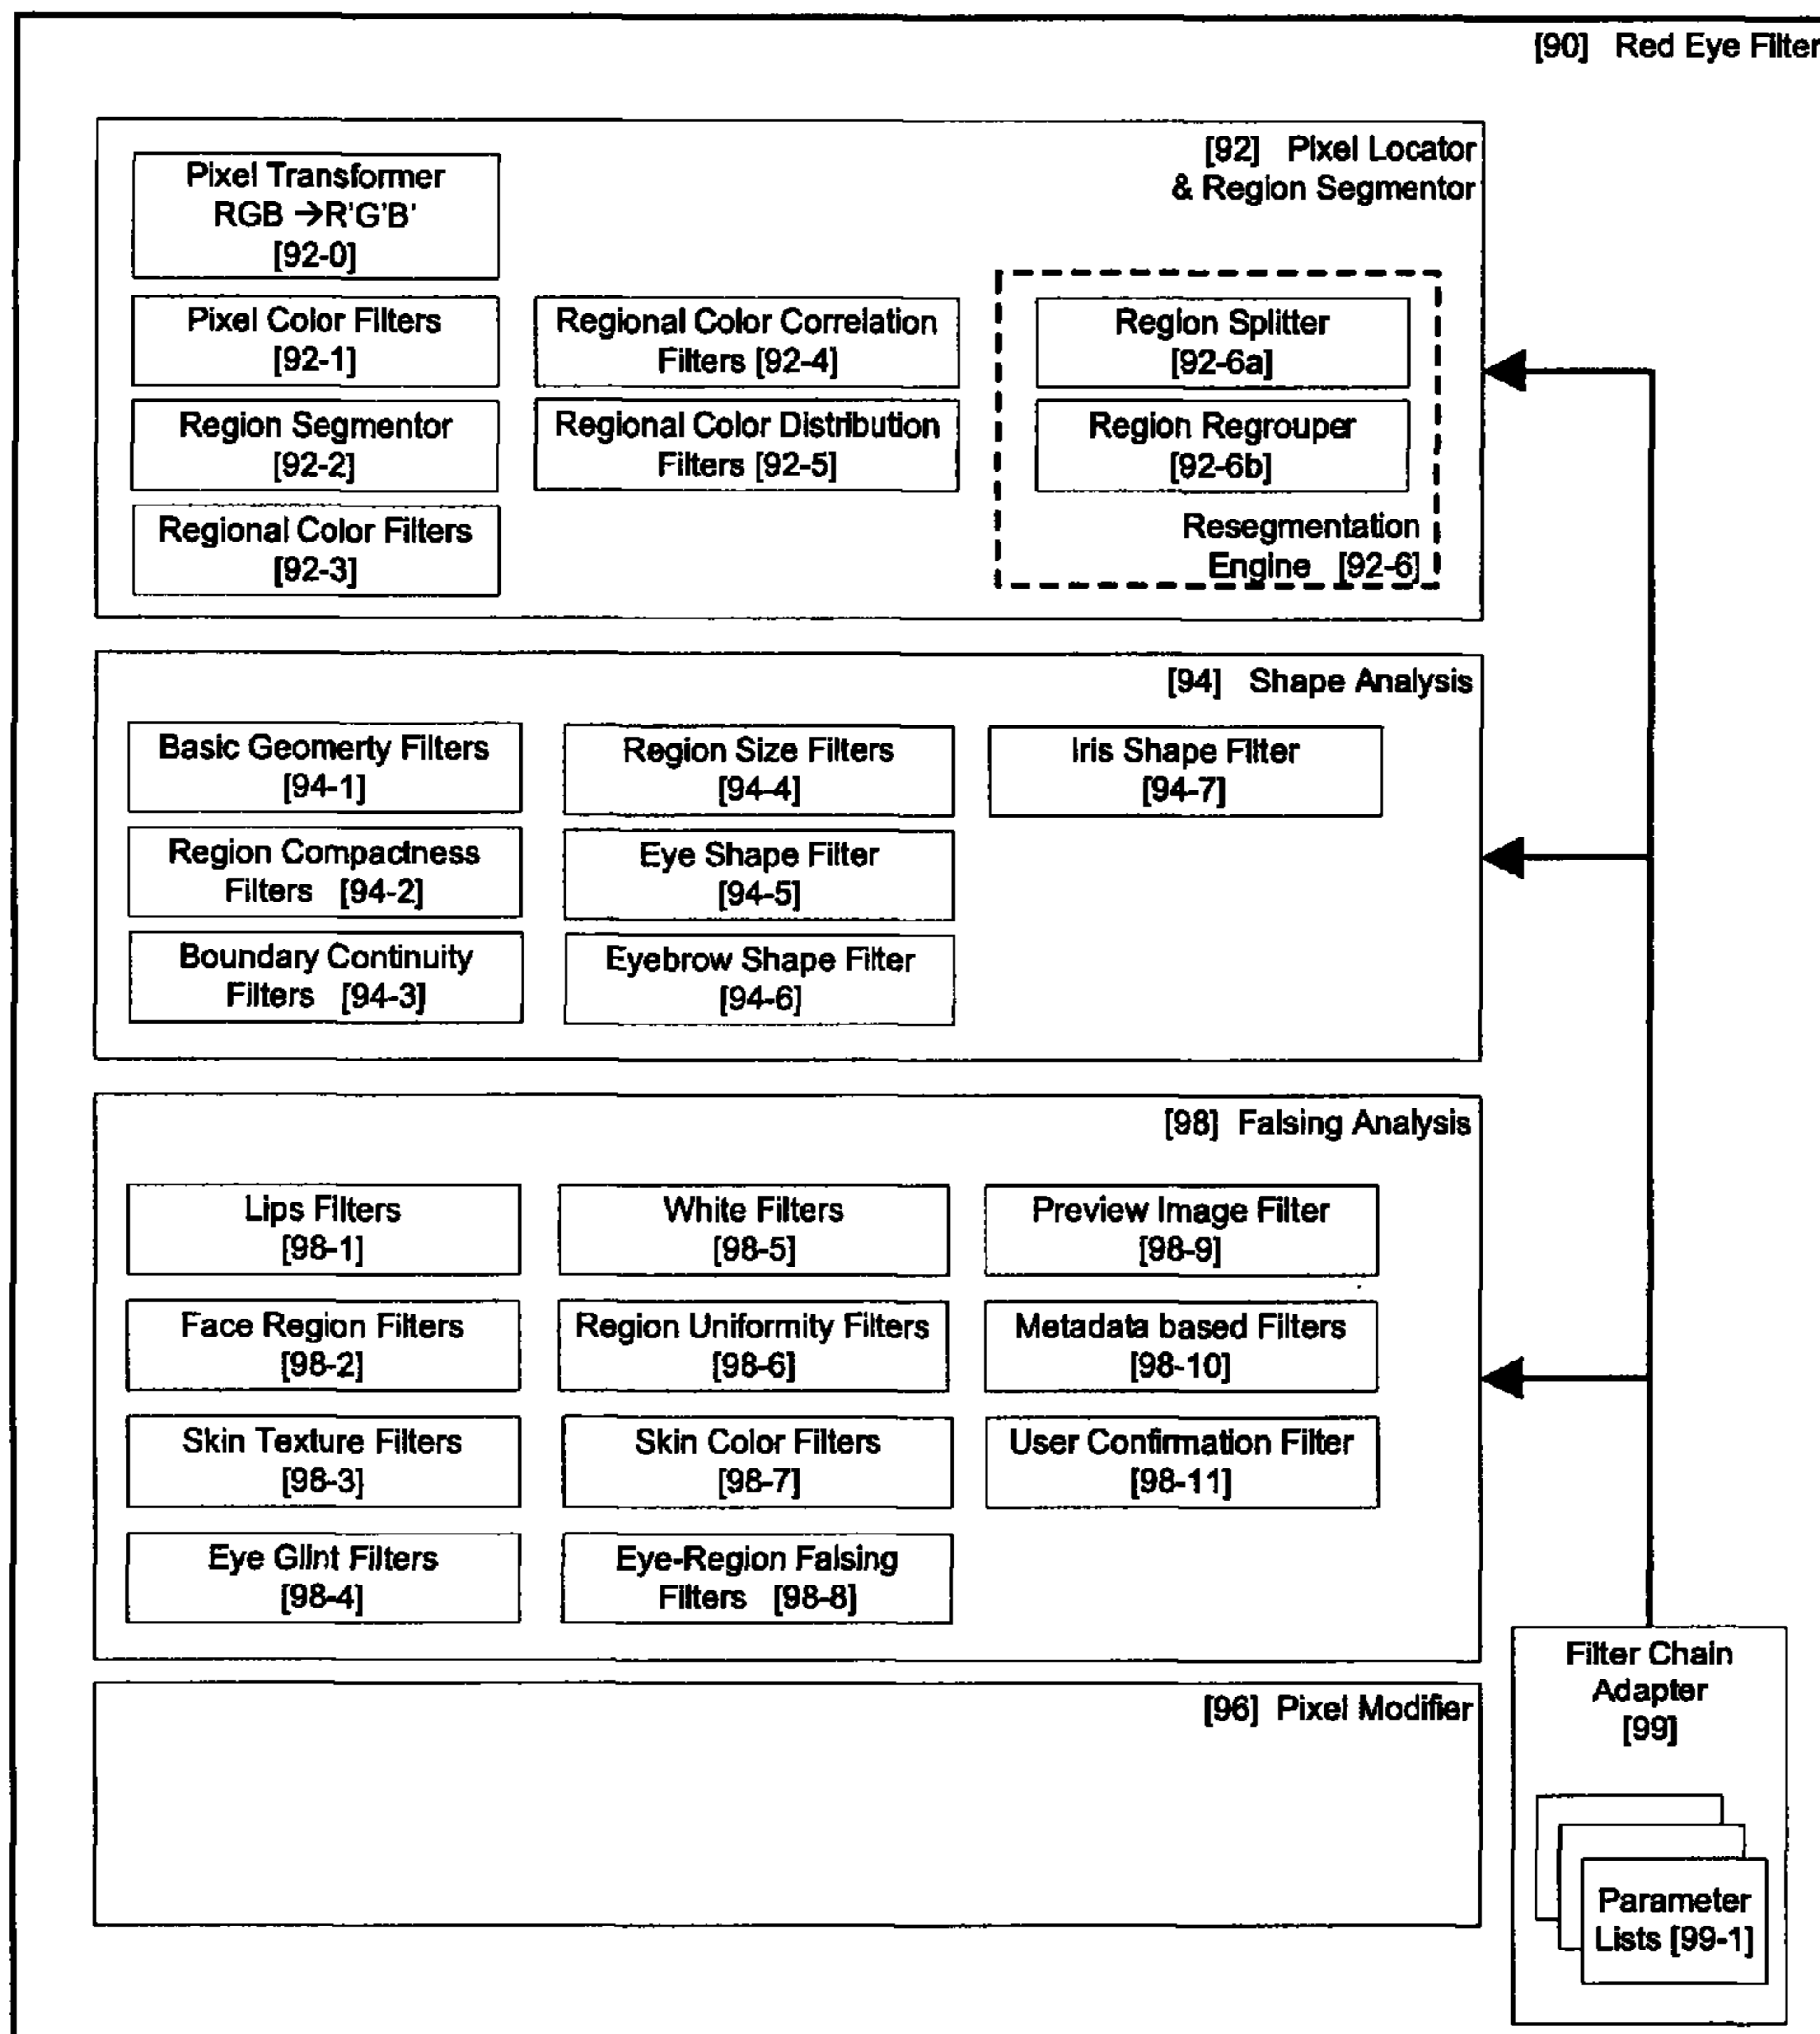 [90] Red Eye Filter
[92] Pixel Locator
& Region Segmentor
Pixel Transformer
RGB →R'G'B'
[92-0]
Pixel Color Filters
[92-1]
Region Segmentor
[92-2]
Regional Color Filters
[92-3]
Regional Color Correlation
Filters [92-4]
Regional Color Distribution
Filters [92-5]
Region Splitter
[92-6a]
Region Regrouper
[92-6b]
Resegmentation
Engine [92-6]
[94] Shape Analysis
Basic Geomerty Filters
[94-1]
Region Compactness
Filters [94-2]
Boundary Continuity
Filters [94-3]
Region Size Filters
[94-4]
Eye Shape Filter
[94-5]
Eyebrow Shape Filter
[94-6]
Iris Shape Filter
[94-7]
[98] Falsing Analysis
Lips Filters
[98-1]
Face Region Filters
[98-2]
Skin Texture Filters
[98-3]
Eye Glint Filters
[98-4]
White Filters
[98-5]
Region Uniformity Filters
[98-6]
Skin Color Filters
[98-7]
Eye-Region Falsing
Filters [98-8]
Preview Image Filter
[98-9]
Metadata based Filters
[98-10]
User Confirmation Filter
[98-11]
[96] Pixel Modifier
Filter Chain
Adapter
[99]
Parameter
Lists [99-1]